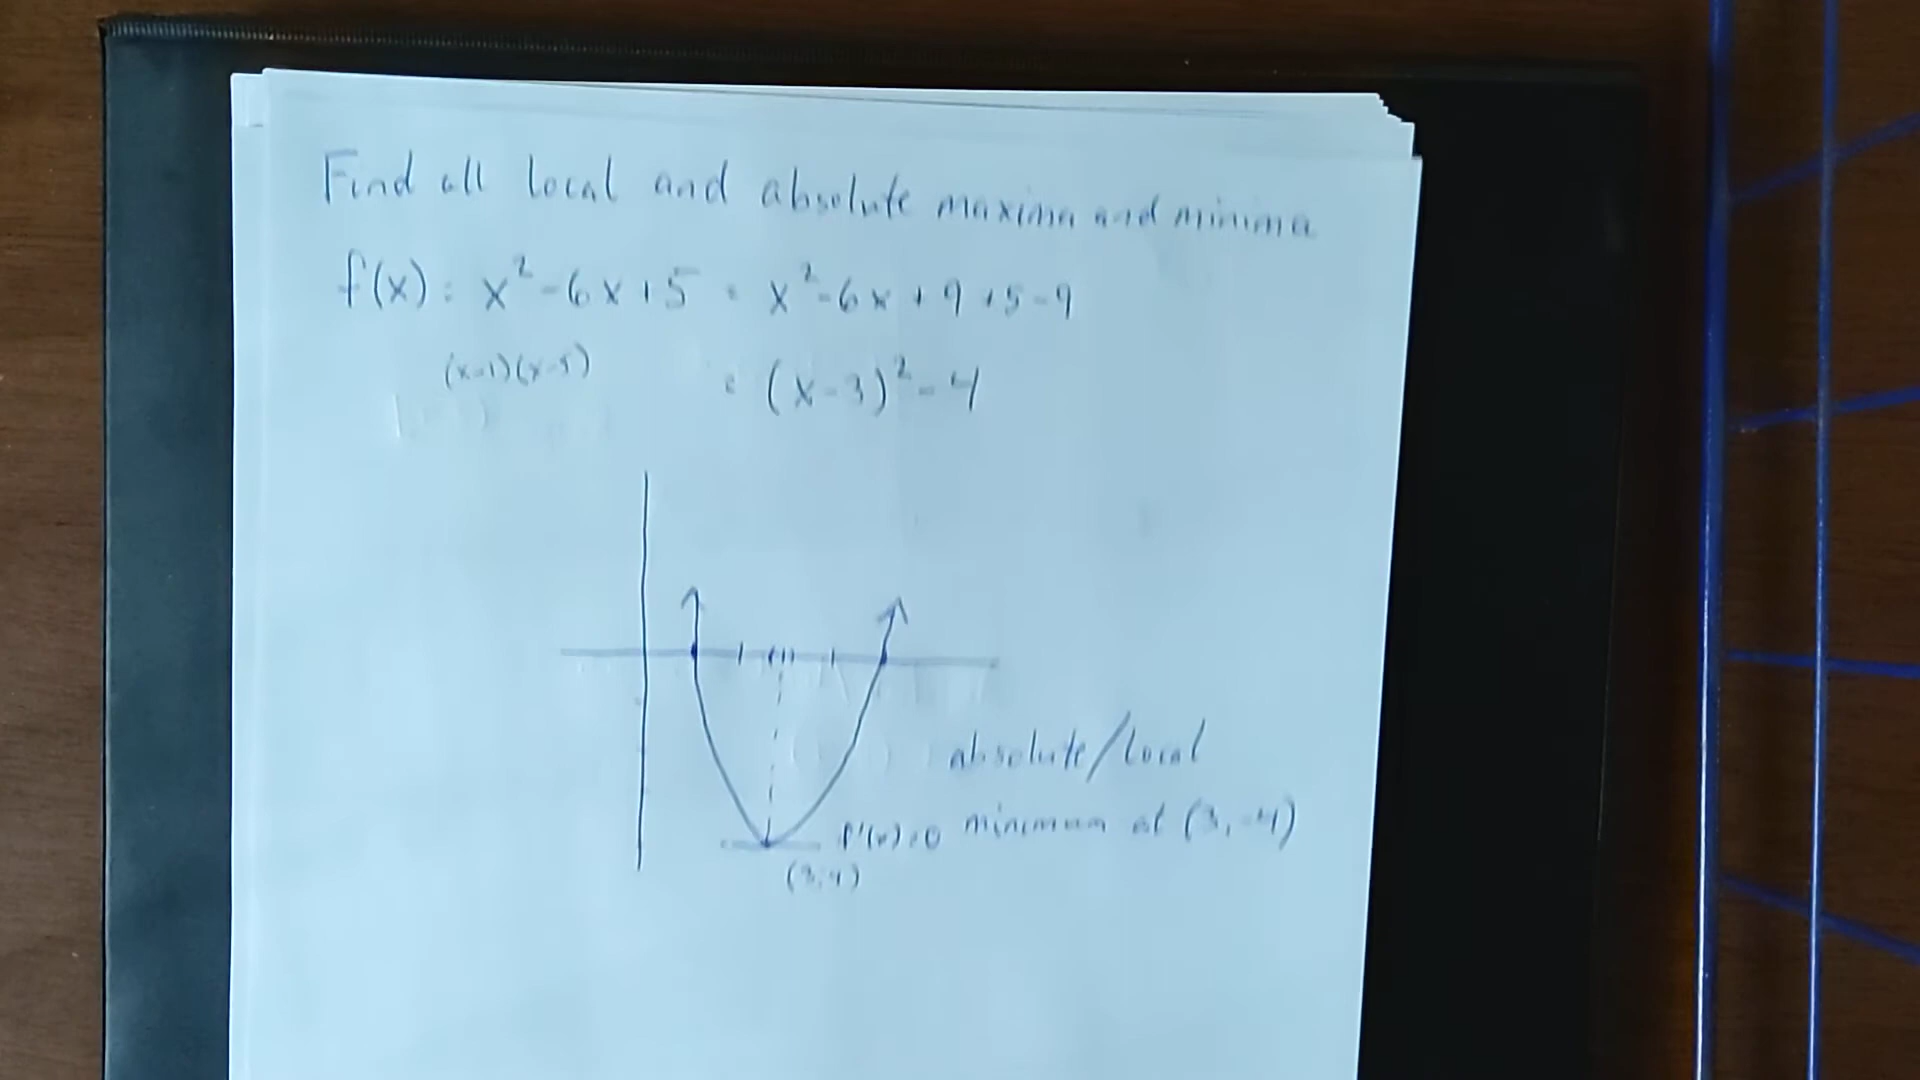 Find all local and absolute maxima and minima
f(x) = x² - 6x + 5 = x² - 6x + 9 + 5 - 9
(x-1)(x-5)
= (x-3)² - 4
absolute/local
f'(x)=0 minimum at (3, -4)
(3,-4)